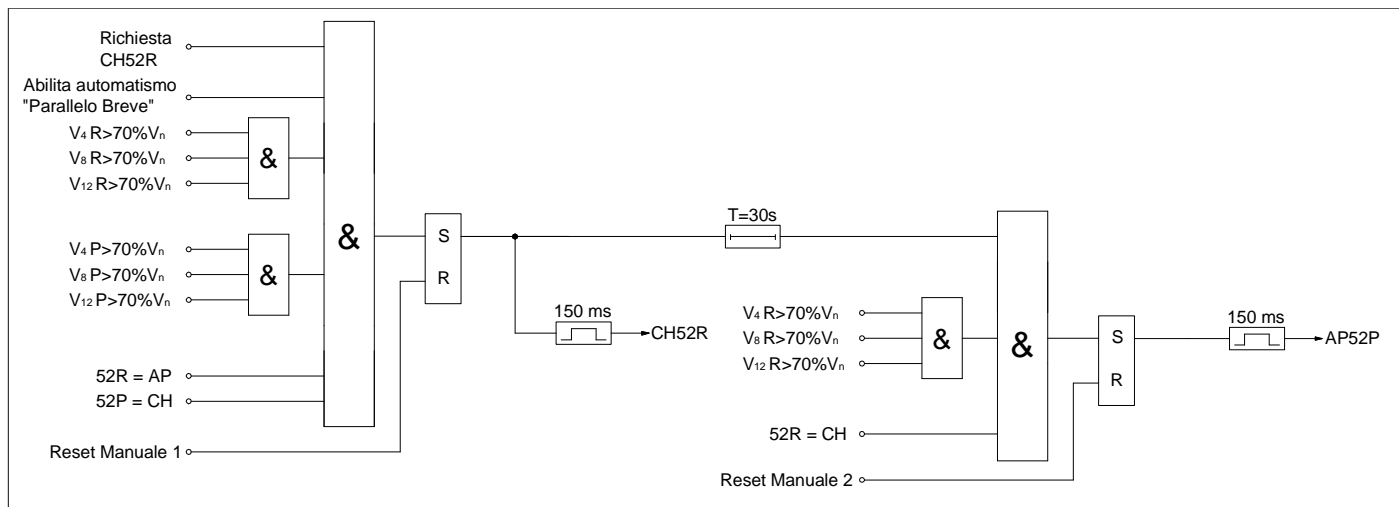 Richiesta
CH52R
Abilita automatismo
"Parallelo Breve"
V4 R>70%Vn
V8 R>70%Vn
V12 R>70%Vn
&
V4 P>70%Vn
V8 P>70%Vn
V12 P>70%Vn
&
52R = AP
52P = CH
Reset Manuale 1
&
S
R
150 ms
CH52R
T=30s
V4 R>70%Vn
V8 R>70%Vn
V12 R>70%Vn
&
52R = CH
Reset Manuale 2
&
S
R
150 ms
AP52P